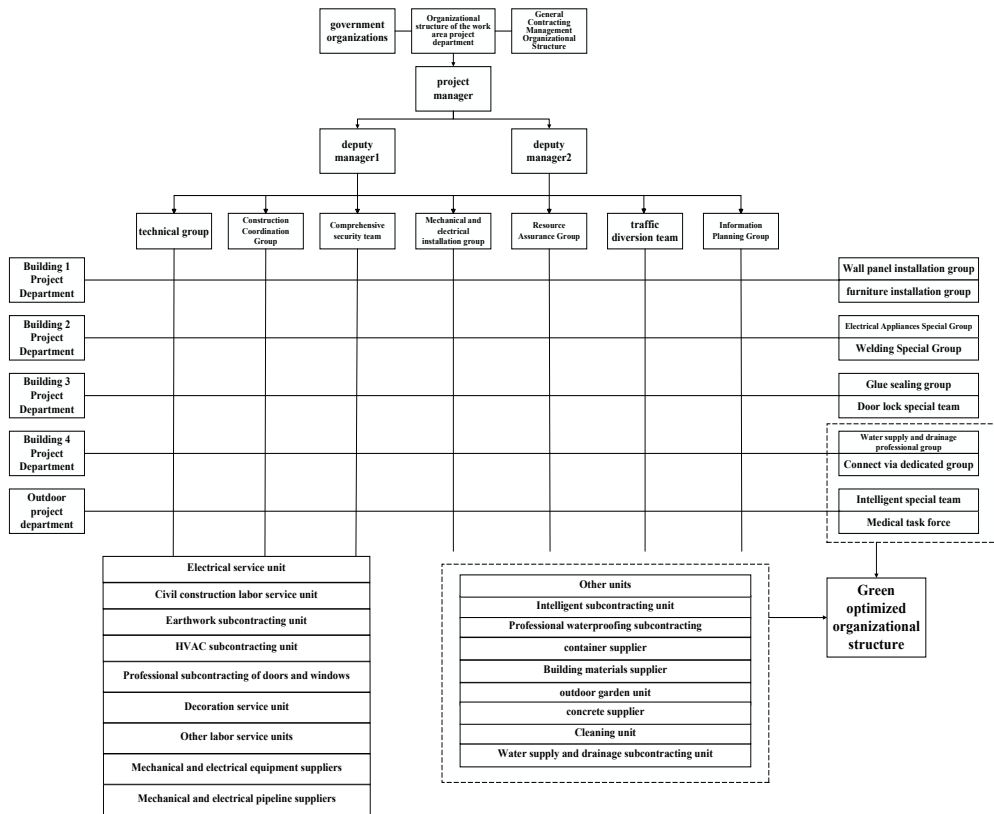 government
organizations
Organizational
structure of the work
area project
department
General
Contracting
Management
Organizational
Structure
project
manager
deputy
manager1
deputy
manager2
technical group
Construction
Coordination
Group
Comprehensive
security team
Mechanical and
electrical
installation group
Resource
Assurance Group
traffic
diversion team
Information
Planning Group
Building 1
Project
Department
Wall panel installation group
furniture installation group
Building 2
Project
Department
Electrical Appliances Special Group
Welding Special Group
Building 3
Project
Department
Glue sealing group
Door lock special team
Building 4
Project
Department
Water supply and drainage
professional group
Connect via dedicated group
Outdoor
project
department
Intelligent special team
Medical task force
Electrical service unit
Civil construction labor service unit
Earthwork subcontracting unit
HVAC subcontracting unit
Professional subcontracting of doors and windows
Decoration service unit
Other labor service units
Mechanical and electrical equipment suppliers
Mechanical and electrical pipeline suppliers
Other units
Intelligent subcontracting unit
Professional waterproofing subcontracting
container supplier
Building materials supplier
outdoor garden unit
concrete supplier
Cleaning unit
Water supply and drainage subcontracting unit
Green
optimized
organizational
structure